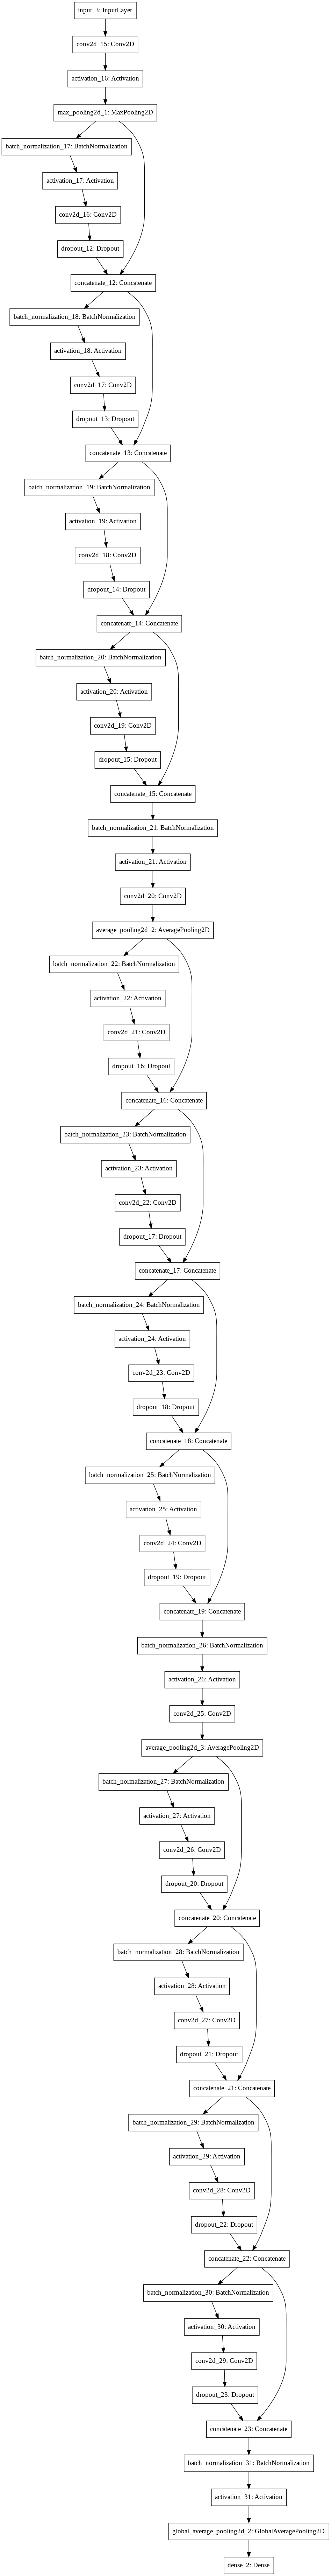 input_3: InputLayer
conv2d_15: Conv2D
activation_16: Activation
max_pooling2d_1: MaxPooling2D
batch_normalization_17: BatchNormalization
activation_17: Activation
conv2d_16: Conv2D
dropout_12: Dropout
concatenate_12: Concatenate
batch_normalization_18: BatchNormalization
activation_18: Activation
conv2d_17: Conv2D
dropout_13: Dropout
concatenate_13: Concatenate
batch_normalization_19: BatchNormalization
activation_19: Activation
conv2d_18: Conv2D
dropout_14: Dropout
concatenate_14: Concatenate
batch_normalization_20: BatchNormalization
activation_20: Activation
conv2d_19: Conv2D
dropout_15: Dropout
concatenate_15: Concatenate
batch_normalization_21: BatchNormalization
activation_21: Activation
conv2d_20: Conv2D
average_pooling2d_2: AveragePooling2D
batch_normalization_22: BatchNormalization
activation_22: Activation
conv2d_21: Conv2D
dropout_16: Dropout
concatenate_16: Concatenate
batch_normalization_23: BatchNormalization
activation_23: Activation
conv2d_22: Conv2D
dropout_17: Dropout
concatenate_17: Concatenate
batch_normalization_24: BatchNormalization
activation_24: Activation
conv2d_23: Conv2D
dropout_18: Dropout
concatenate_18: Concatenate
batch_normalization_25: BatchNormalization
activation_25: Activation
conv2d_24: Conv2D
dropout_19: Dropout
concatenate_19: Concatenate
batch_normalization_26: BatchNormalization
activation_26: Activation
conv2d_25: Conv2D
average_pooling2d_3: AveragePooling2D
batch_normalization_27: BatchNormalization
activation_27: Activation
conv2d_26: Conv2D
dropout_20: Dropout
concatenate_20: Concatenate
batch_normalization_28: BatchNormalization
activation_28: Activation
conv2d_27: Conv2D
dropout_21: Dropout
concatenate_21: Concatenate
batch_normalization_29: BatchNormalization
activation_29: Activation
conv2d_28: Conv2D
dropout_22: Dropout
concatenate_22: Concatenate
batch_normalization_30: BatchNormalization
activation_30: Activation
conv2d_29: Conv2D
dropout_23: Dropout
concatenate_23: Concatenate
batch_normalization_31: BatchNormalization
activation_31: Activation
global_average_pooling2d_2: GlobalAveragePooling2D
dense_2: Dense